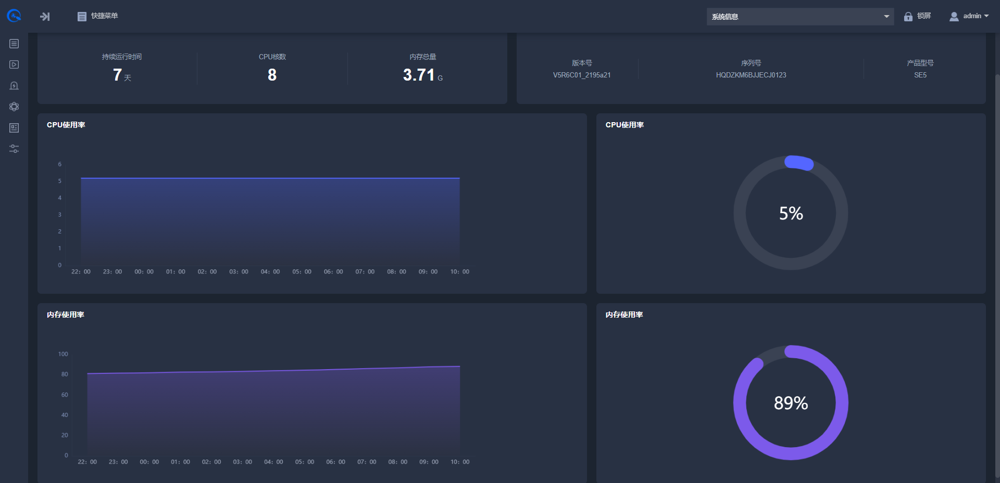 快捷菜单
系统信息
锁屏
admin
持续运行时间
7 天
CPU核数
8
内存总量
3.71 G
版本号
V5R6C01_2195a21
序列号
HQDZKM6BJJECJ0123
产品型号
SE5
CPU使用率
6
5
4
3
2
1
0
22: 00 23: 00 00: 00 01: 00 02: 00 03: 00 04: 00 05: 00 06: 00 07: 00 08: 00 09: 00 10: 00
CPU使用率
5%
内存使用率
100
80
60
40
20
0
22: 00 23: 00 00: 00 01: 00 02: 00 03: 00 04: 00 05: 00 06: 00 07: 00 08: 00 09: 00 10: 00
内存使用率
89%